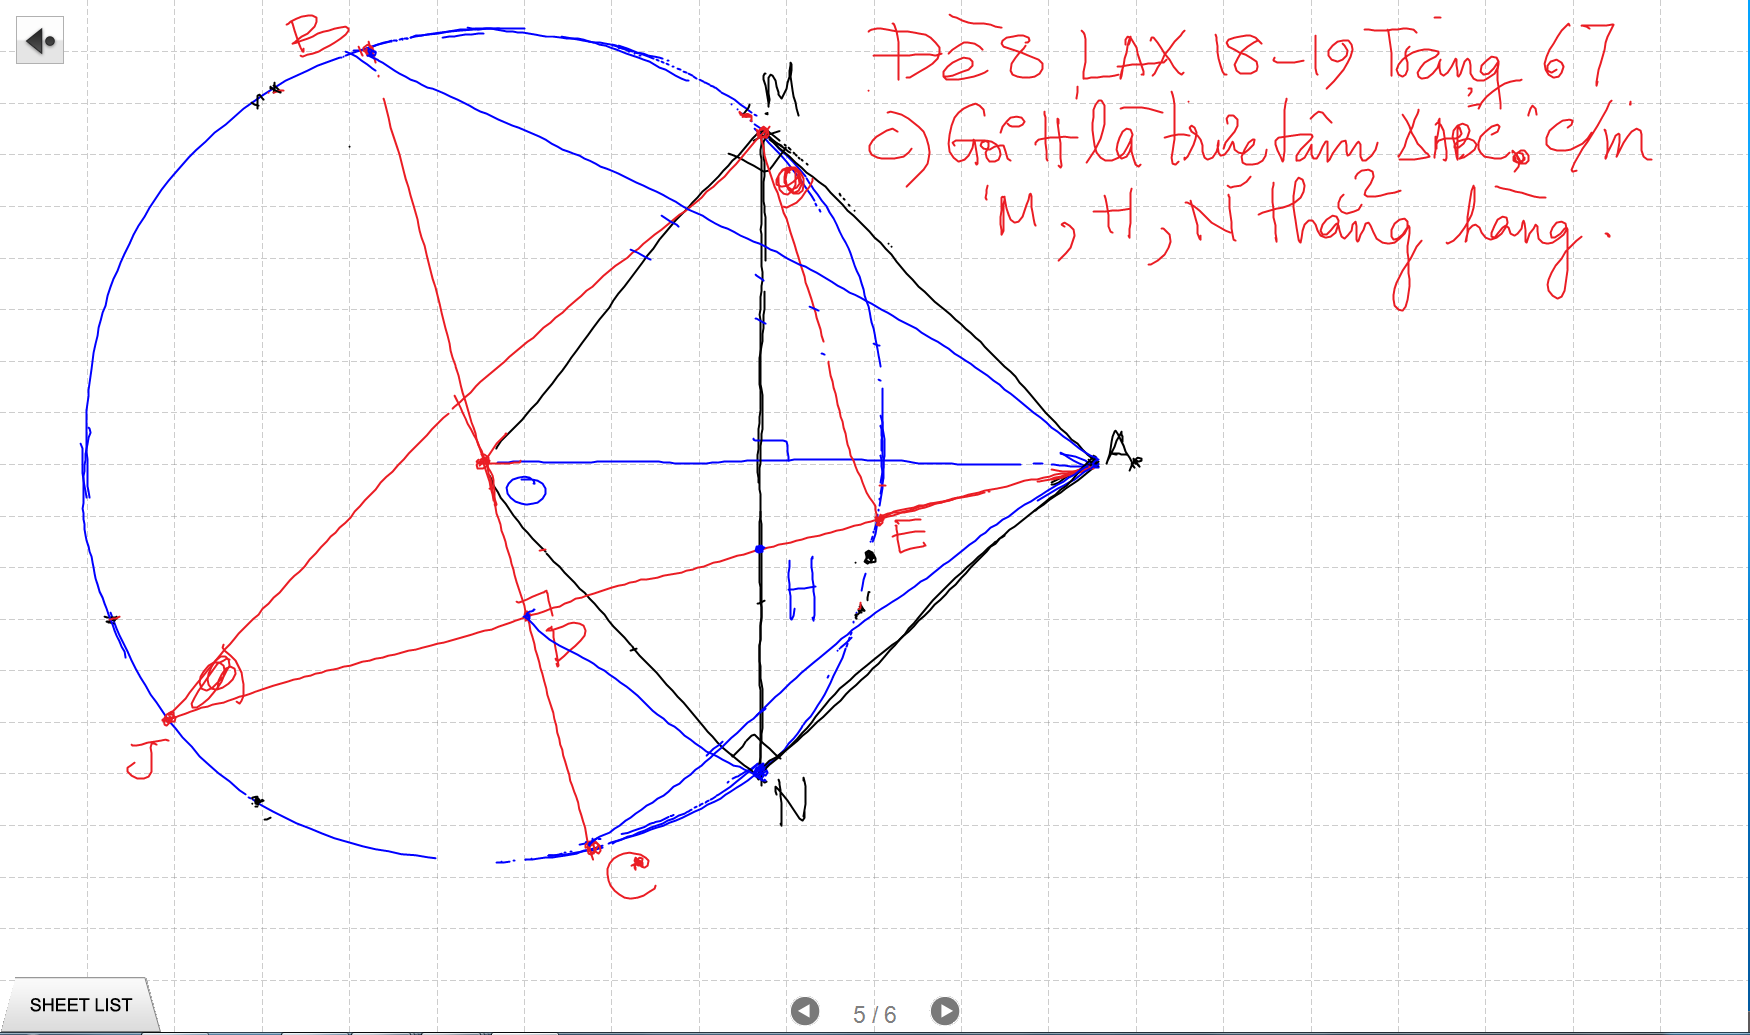 Đề 8 LAX 18-19 Trang 67
c) Gọi H là trực tâm ΔABC. C/m
M, H, N thẳng hàng.
B
M
A
O
E
H
D
J
N
C
SHEET LIST
5 / 6